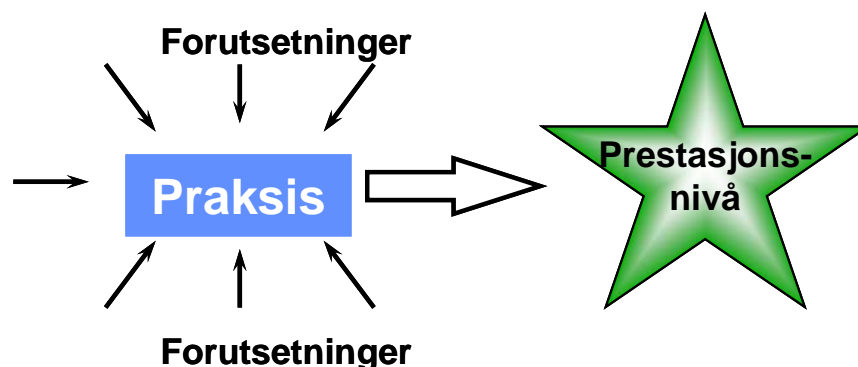 Forutsetninger
Praksis
Prestasjons-
nivå
Forutsetninger